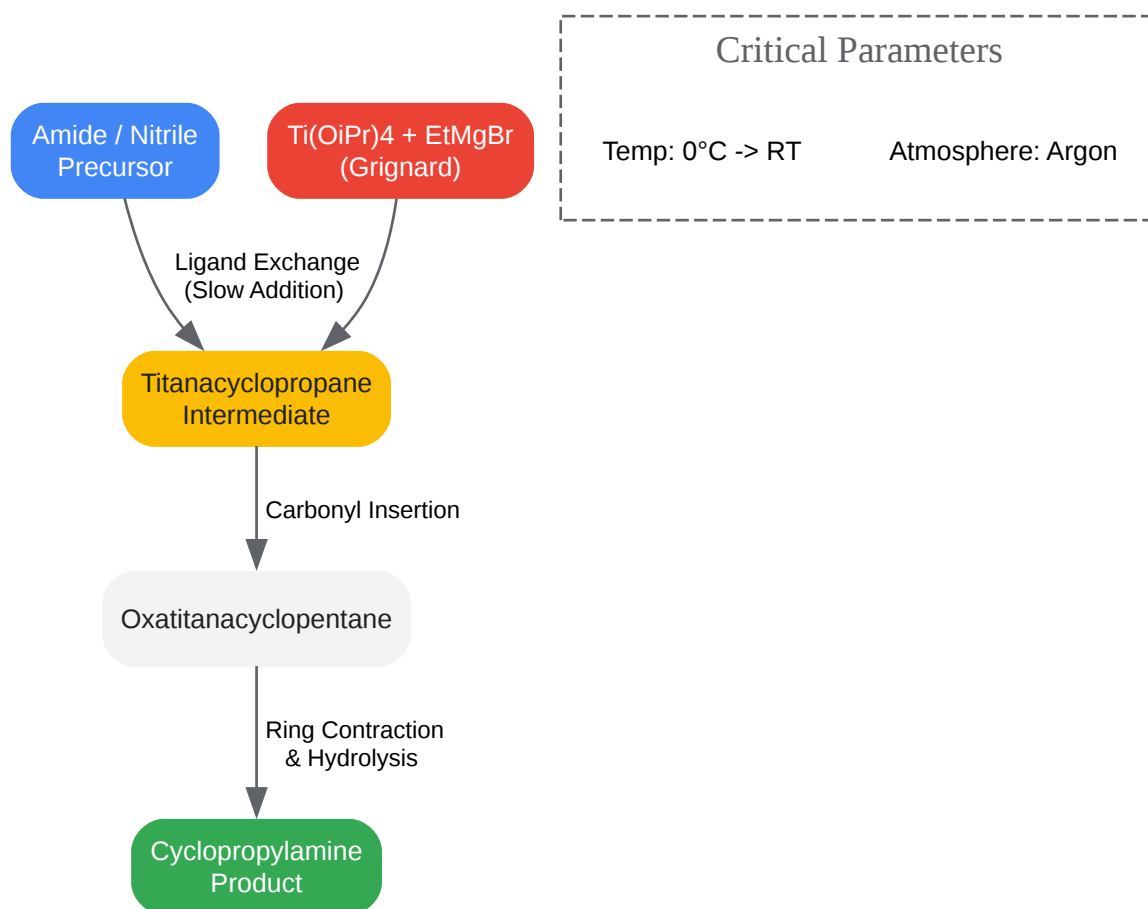 Critical Parameters
Amide / Nitrile
Precursor
Ti(OiPr)4 + EtMgBr
(Grignard)
Temp: 0°C -> RT
Atmosphere: Argon
Ligand Exchange
(Slow Addition)
Titanacyclopropane
Intermediate
Carbonyl Insertion
Oxatitanacyclopentane
Ring Contraction
& Hydrolysis
Cyclopropylamine
Product